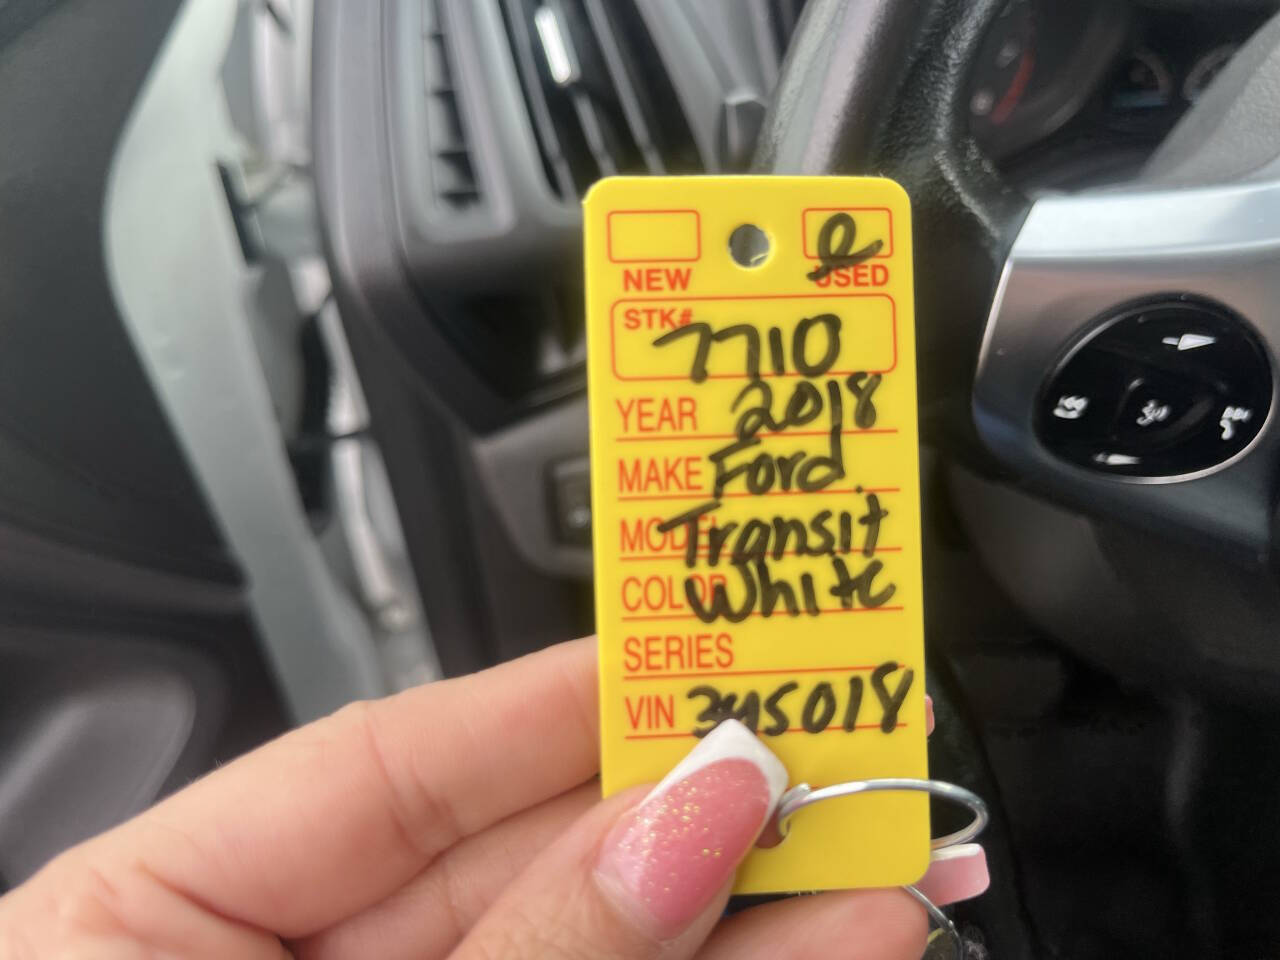 NEW USED
STK# 7710
YEAR 2018
MAKE Ford
MODEL Transit
COLOR White
SERIES
VIN 345018